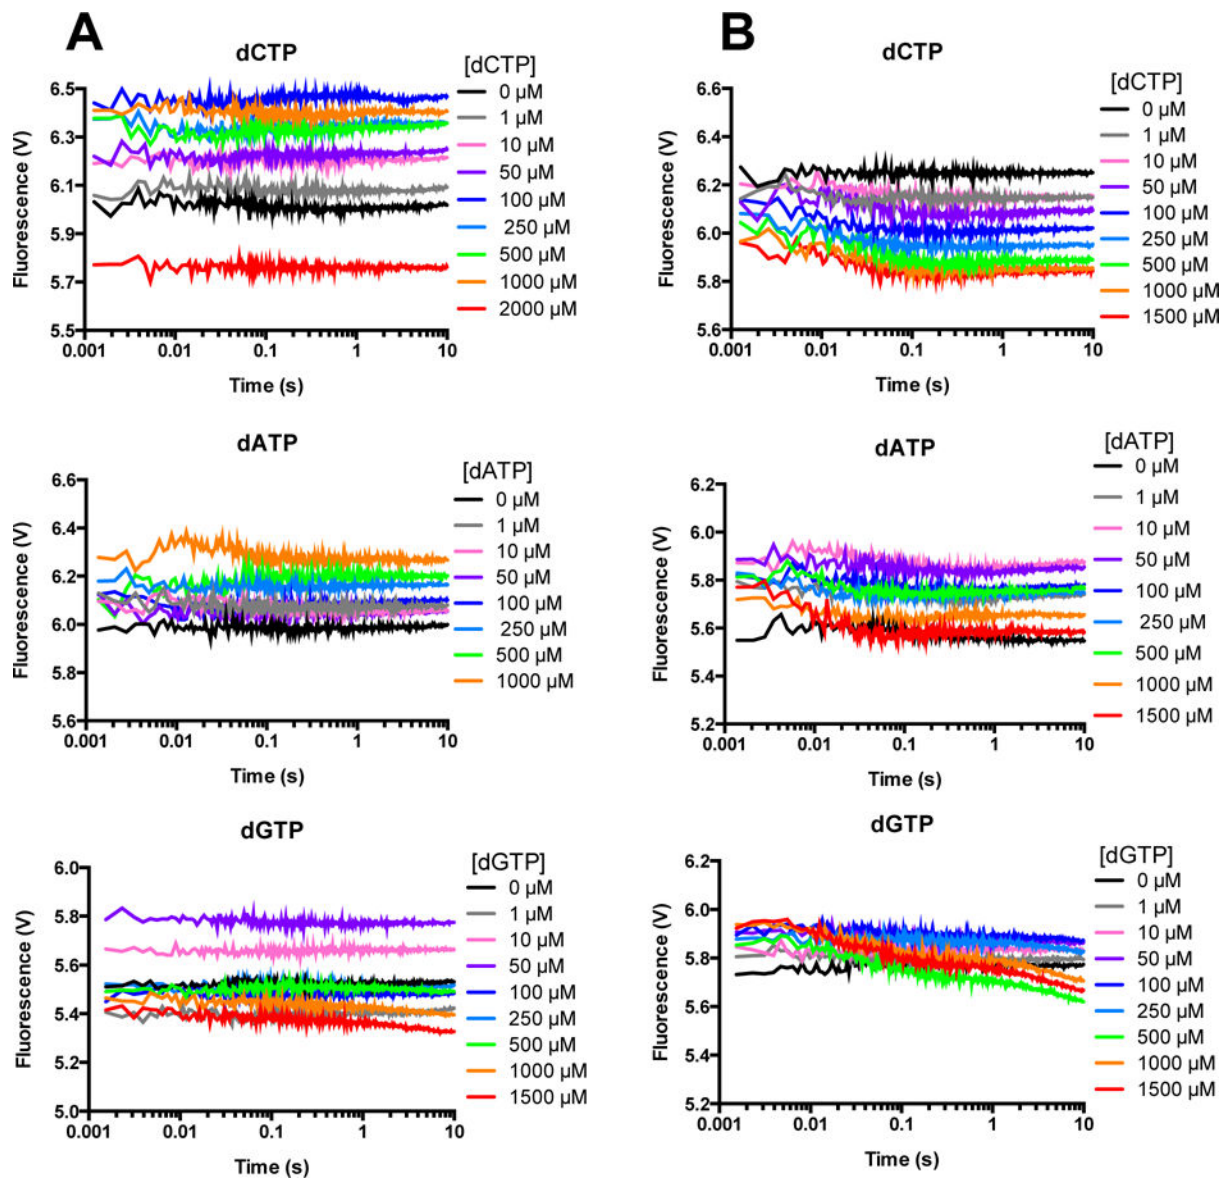 A
dCTP
Fluorescence (V)
6.5
6.3
6.1
5.9
5.7
5.5
0.001
0.01
0.1
1
10
Time (s)
[dCTP]
0 µM
1 µM
10 µM
50 µM
100 µM
250 µM
500 µM
1000 µM
2000 µM
B
dCTP
Fluorescence (V)
6.6
6.4
6.2
6.0
5.8
5.6
0.001
0.01
0.1
1
10
Time (s)
[dCTP]
0 µM
1 µM
10 µM
50 µM
100 µM
250 µM
500 µM
1000 µM
1500 µM
dATP
Fluorescence (V)
6.6
6.4
6.2
6.0
5.8
5.6
0.001
0.01
0.1
1
10
Time (s)
[dATP]
0 µM
1 µM
10 µM
50 µM
100 µM
250 µM
500 µM
1000 µM
dATP
Fluorescence (V)
6.2
6.0
5.8
5.6
5.4
5.2
0.001
0.01
0.1
1
10
Time (s)
[dATP]
0 µM
1 µM
10 µM
50 µM
100 µM
250 µM
500 µM
1000 µM
1500 µM
dGTP
Fluorescence (V)
6.0
5.8
5.6
5.4
5.2
5.0
0.001
0.01
0.1
1
10
Time (s)
[dGTP]
0 µM
1 µM
10 µM
50 µM
100 µM
250 µM
500 µM
1000 µM
1500 µM
dGTP
Fluorescence (V)
6.2
6.0
5.8
5.6
5.4
5.2
0.001
0.01
0.1
1
10
Time (s)
[dGTP]
0 µM
1 µM
10 µM
50 µM
100 µM
250 µM
500 µM
1000 µM
1500 µM